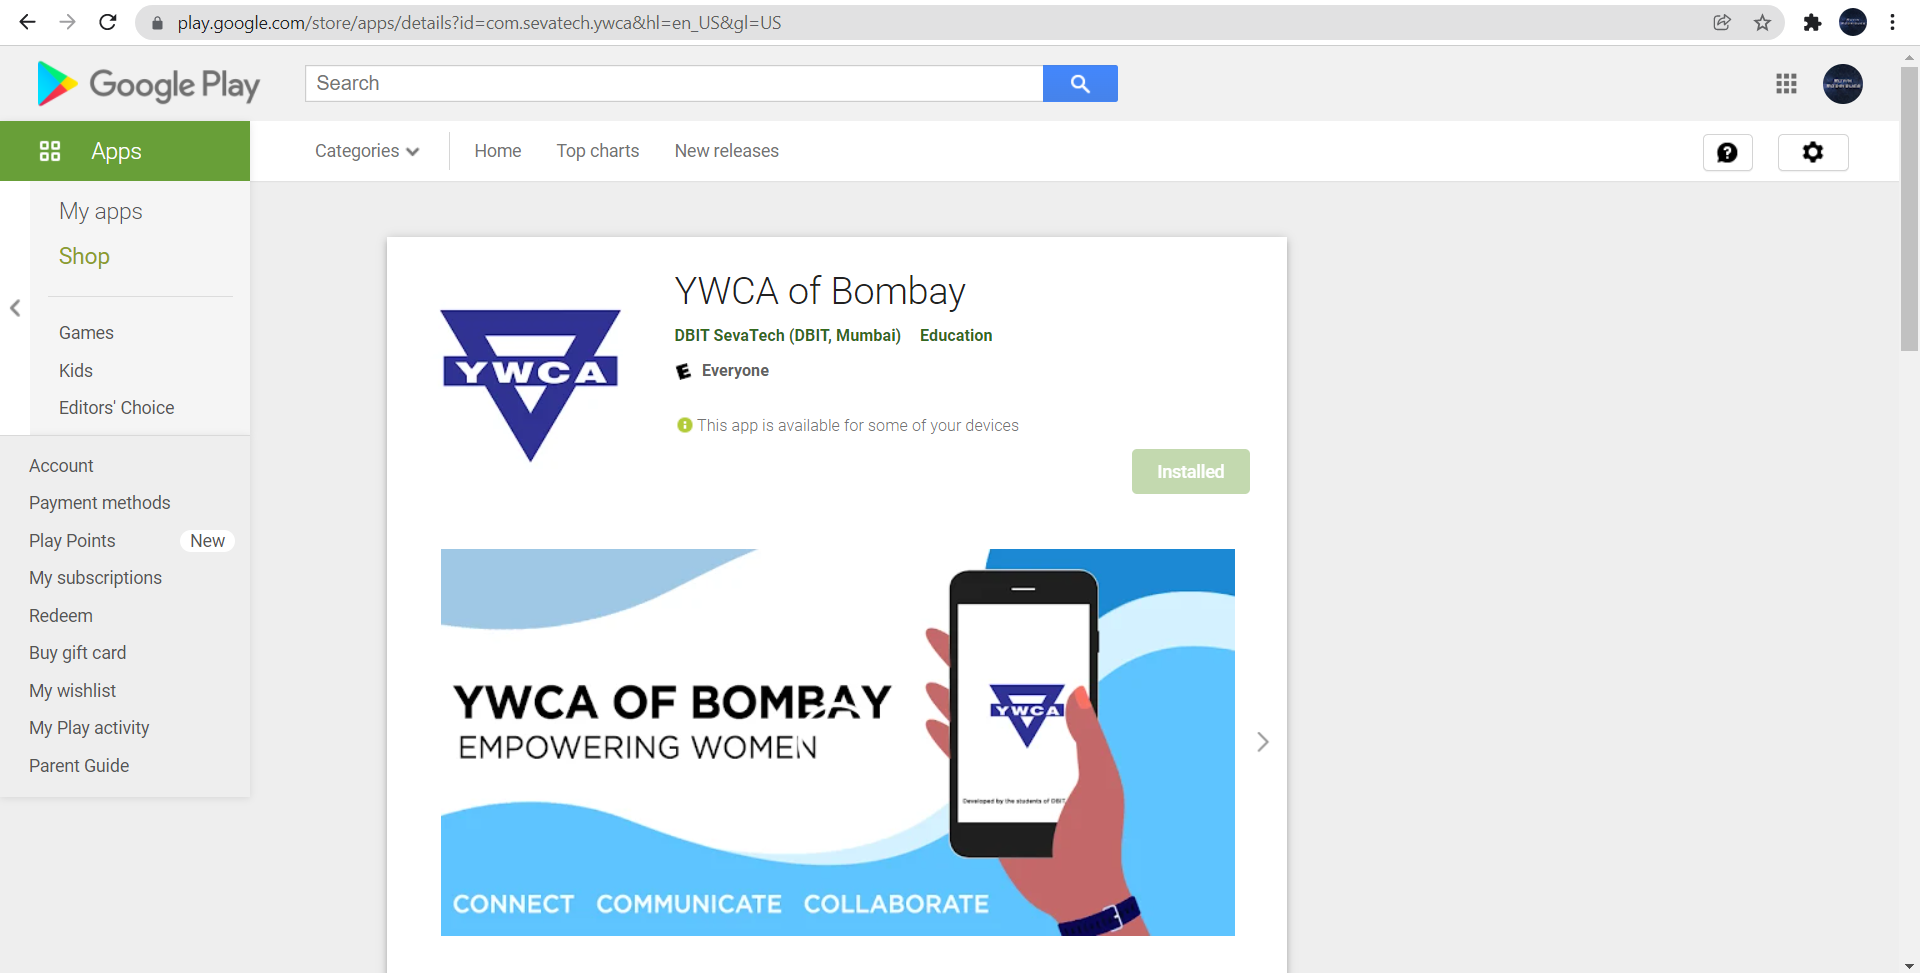 play.google.com/store/apps/details?id=com.sevatech.ywca&hl=en_US&gl=US
Google Play
Search
Apps
Categories
Home
Top charts
New releases
My apps
Shop
Games
Kids
Editors' Choice
Account
Payment methods
Play Points New
My subscriptions
Redeem
Buy gift card
My wishlist
My Play activity
Parent Guide
YWCA
YWCA of Bombay
DBIT SevaTech (DBIT, Mumbai) Education
E Everyone
This app is available for some of your devices
Installed
YWCA OF BOMBAY
EMPOWERING WOMEN
YWCA
Developed by the students of DBIT
CONNECT COMMUNICATE COLLABORATE